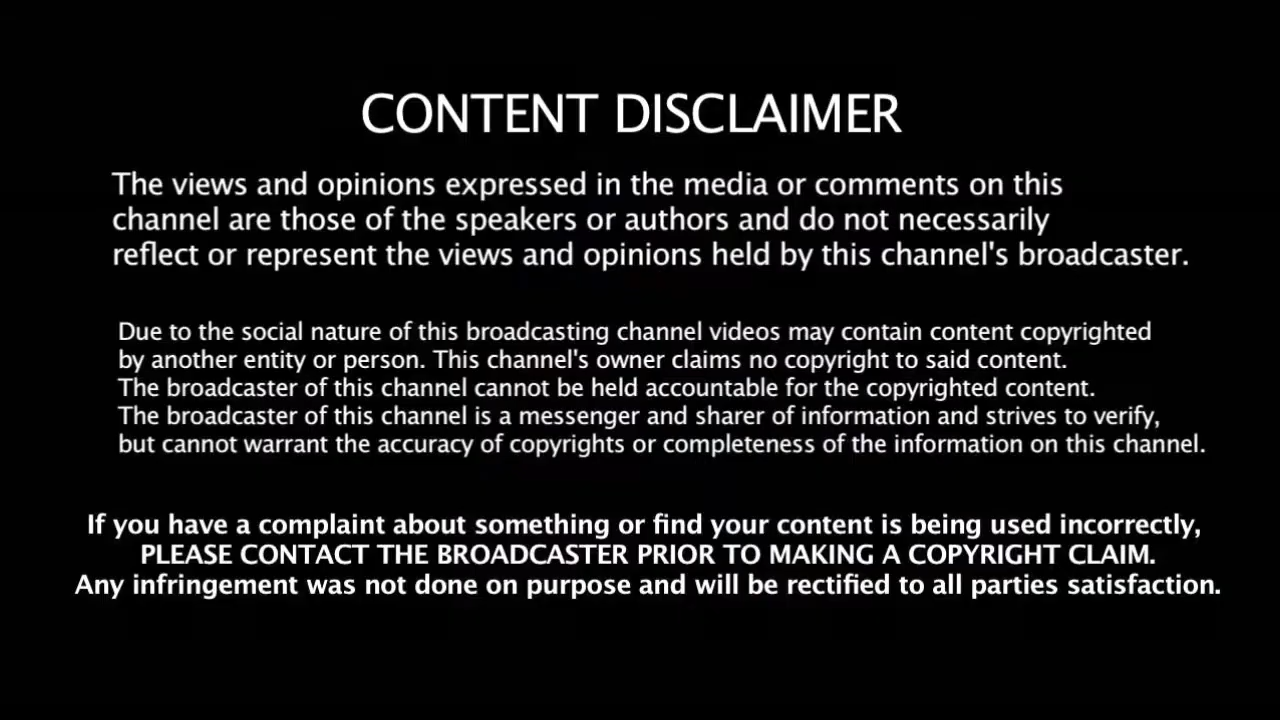 CONTENT DISCLAIMER
The views and opinions expressed in the media or comments on this
channel are those of the speakers or authors and do not necessarily
reflect or represent the views and opinions held by this channel's broadcaster.
Due to the social nature of this broadcasting channel videos may contain content copyrighted
by another entity or person. This channel's owner claims no copyright to said content.
The broadcaster of this channel cannot be held accountable for the copyrighted content.
The broadcaster of this channel is a messenger and sharer of information and strives to verify,
but cannot warrant the accuracy of copyrights or completeness of the information on this channel.
If you have a complaint about something or find your content is being used incorrectly,
PLEASE CONTACT THE BROADCASTER PRIOR TO MAKING A COPYRIGHT CLAIM.
Any infringement was not done on purpose and will be rectified to all parties satisfaction.